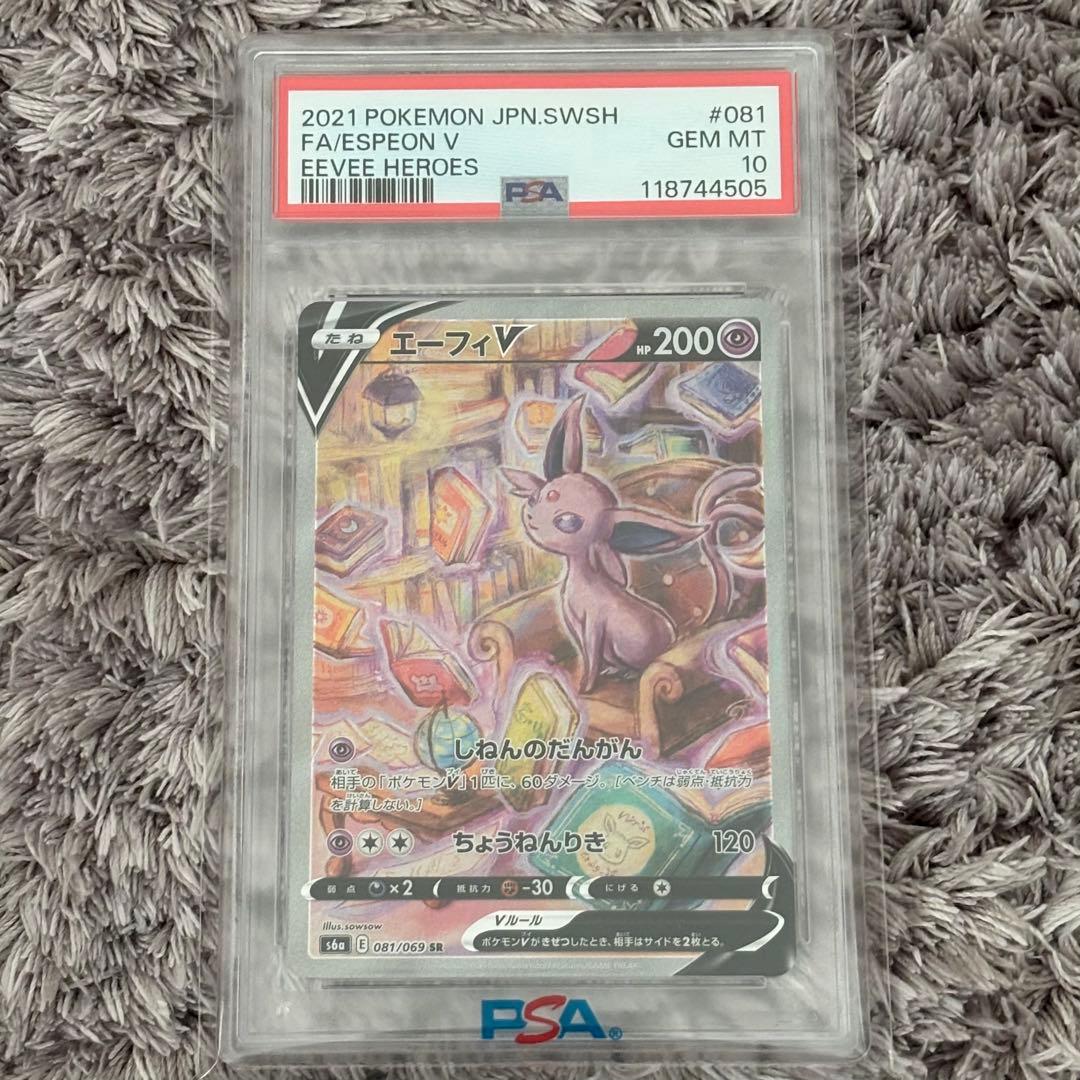 2021 POKEMON JPN.SWSH #081
FA/ESPEON V GEM MT
EEVEE HEROES 10
PSA 118744505
たね エーフィV HP 200
しねんのだんがん
相手の「ポケモンV」1匹に、60ダメージ。[ベンチは弱点・抵抗力
を計算しない。]
ちょうねんりき 120
弱点 ×2 抵抗力 -30 にげる
Vルール
ポケモンVがきぜつしたとき、相手はサイドを2枚とる。
Illus.sowsow
s6a E 081/069 SR
PSA®